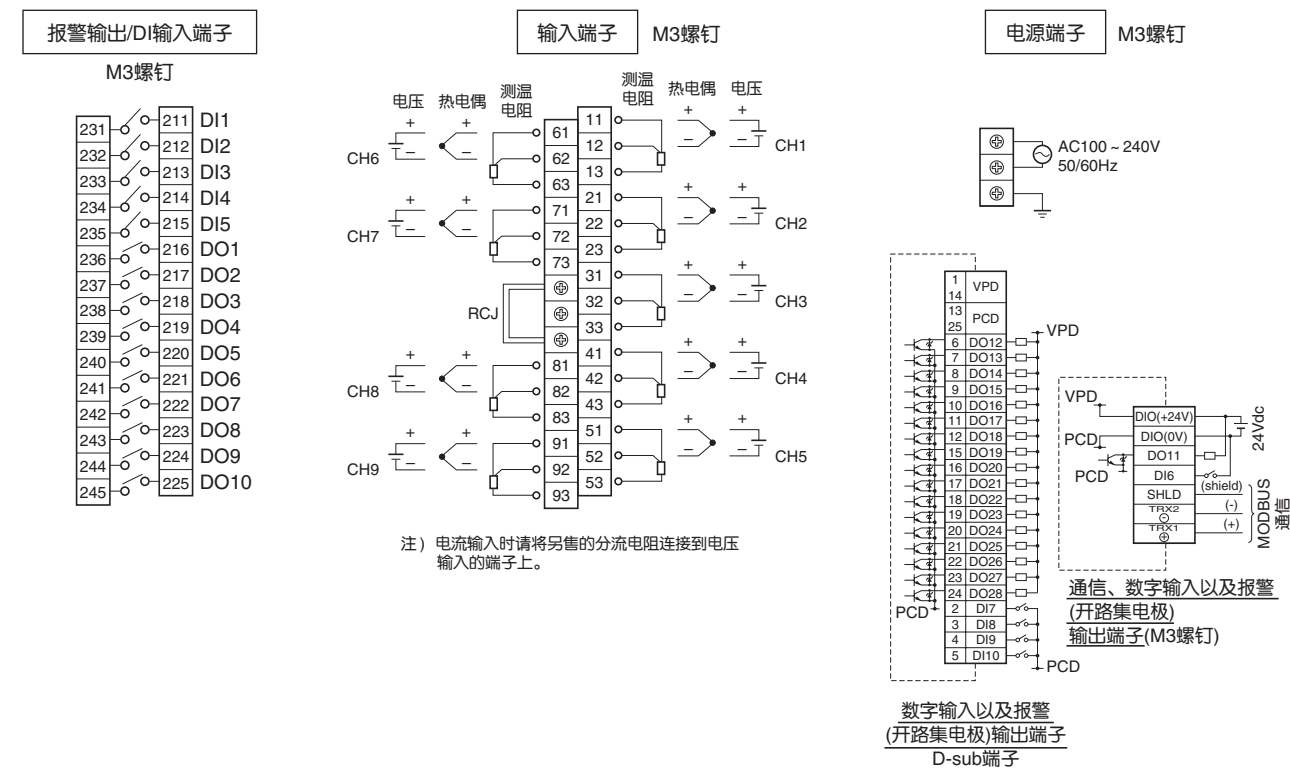 报警输出/DI输入端子
M3螺钉
231 211 DI1
232 212 DI2
233 213 DI3
234 214 DI4
235 215 DI5
236 216 DO1
237 217 DO2
238 218 DO3
239 219 DO4
240 220 DO5
241 221 DO6
242 222 DO7
243 223 DO8
244 224 DO9
245 225 DO10
输入端子 M3螺钉
电压 热电偶 测温
电阻
测温
电阻 热电偶 电压
CH6 + − + − 61 62 63
CH7 + − + − 71 72 73
RCJ
CH8 + − + − 81 82 83
CH9 + − + − 91 92 93
11 12 13 + − + − CH1
21 22 23 + − + − CH2
31 32 33 + − + − CH3
41 42 43 + − + − CH4
51 52 53 + − + − CH5
注）电流输入时请将另售的分流电阻连接到电压
输入的端子上。
电源端子 M3螺钉
AC100 ~ 240V
50/60Hz
1
14 VPD
13
25 PCD
VPD
6 DO12
7 DO13
8 DO14
9 DO15
10 DO16
11 DO17
12 DO18
15 DO19
16 DO20
17 DO21
18 DO22
19 DO23
20 DO24
21 DO25
22 DO26
23 DO27
24 DO28
PCD
2 DI7
3 DI8
4 DI9
5 DI10
PCD
数字输入以及报警
(开路集电极)输出端子
D-sub端子
VPD
DIO(+24V)
PCD
DIO(0V)
24Vdc
DO11
PCD
DI6
(shield)
SHLD
TRX2
⊖
(-)
TRX1
⊕
(+)
MODBUS
通信
通信、数字输入以及报警
(开路集电极)
输出端子(M3螺钉)